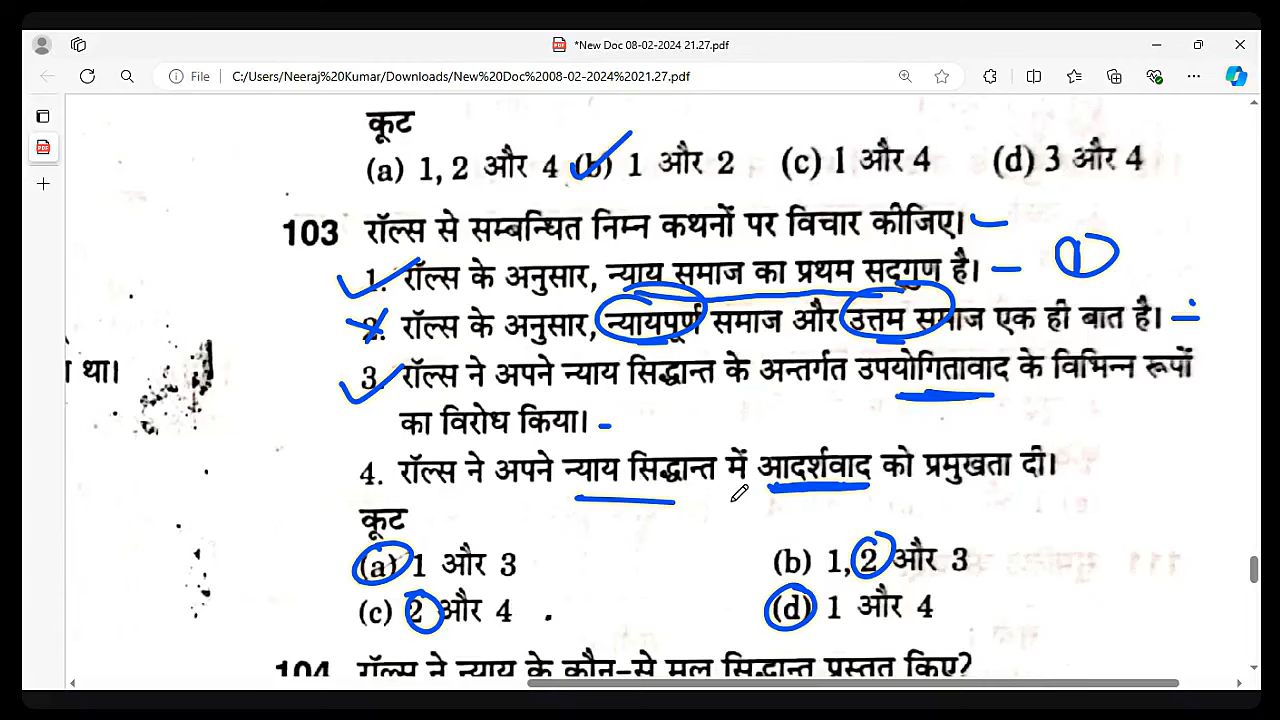 *New Doc 08-02-2024 21.27.pdf
File C:/Users/Neeraj%20Kumar/Downloads/New%20Doc%2008-02-2024%2021.27.pdf
कूट
(a) 1, 2 और 4 (b) 1 और 2 (c) 1 और 4 (d) 3 और 4
103 रॉल्स से सम्बन्धित निम्न कथनों पर विचार कीजिए।
1. रॉल्स के अनुसार, न्याय समाज का प्रथम सद्गुण है। 1
2. रॉल्स के अनुसार, न्यायपूर्ण समाज और उत्तम समाज एक ही बात है।
था।
3. रॉल्स ने अपने न्याय सिद्धान्त के अन्तर्गत उपयोगितावाद के विभिन्न रूपों
का विरोध किया।
4. रॉल्स ने अपने न्याय सिद्धान्त में आदर्शवाद को प्रमुखता दी।
कूट
(a) 1 और 3 (b) 1, 2 और 3
(c) 2 और 4 (d) 1 और 4
104 रॉल्स ने न्याय के कौन-से मूल सिद्धान्त प्रस्तुत किए?